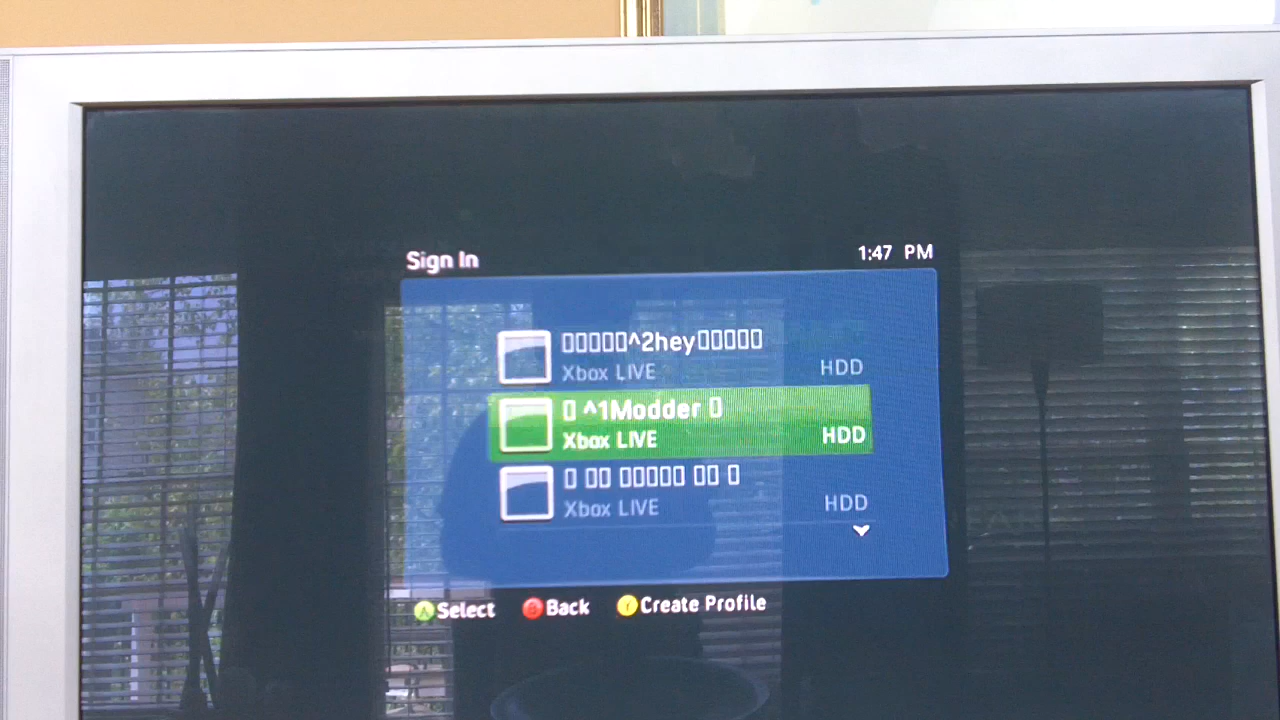 Sign In
1:47 PM
▯▯▯▯▯^2hey▯▯▯▯▯
Xbox LIVE
HDD
▯ ^1Modder ▯
Xbox LIVE
HDD
▯ ▯▯ ▯▯▯▯▯ ▯▯ ▯
Xbox LIVE
HDD
A Select B Back Y Create Profile